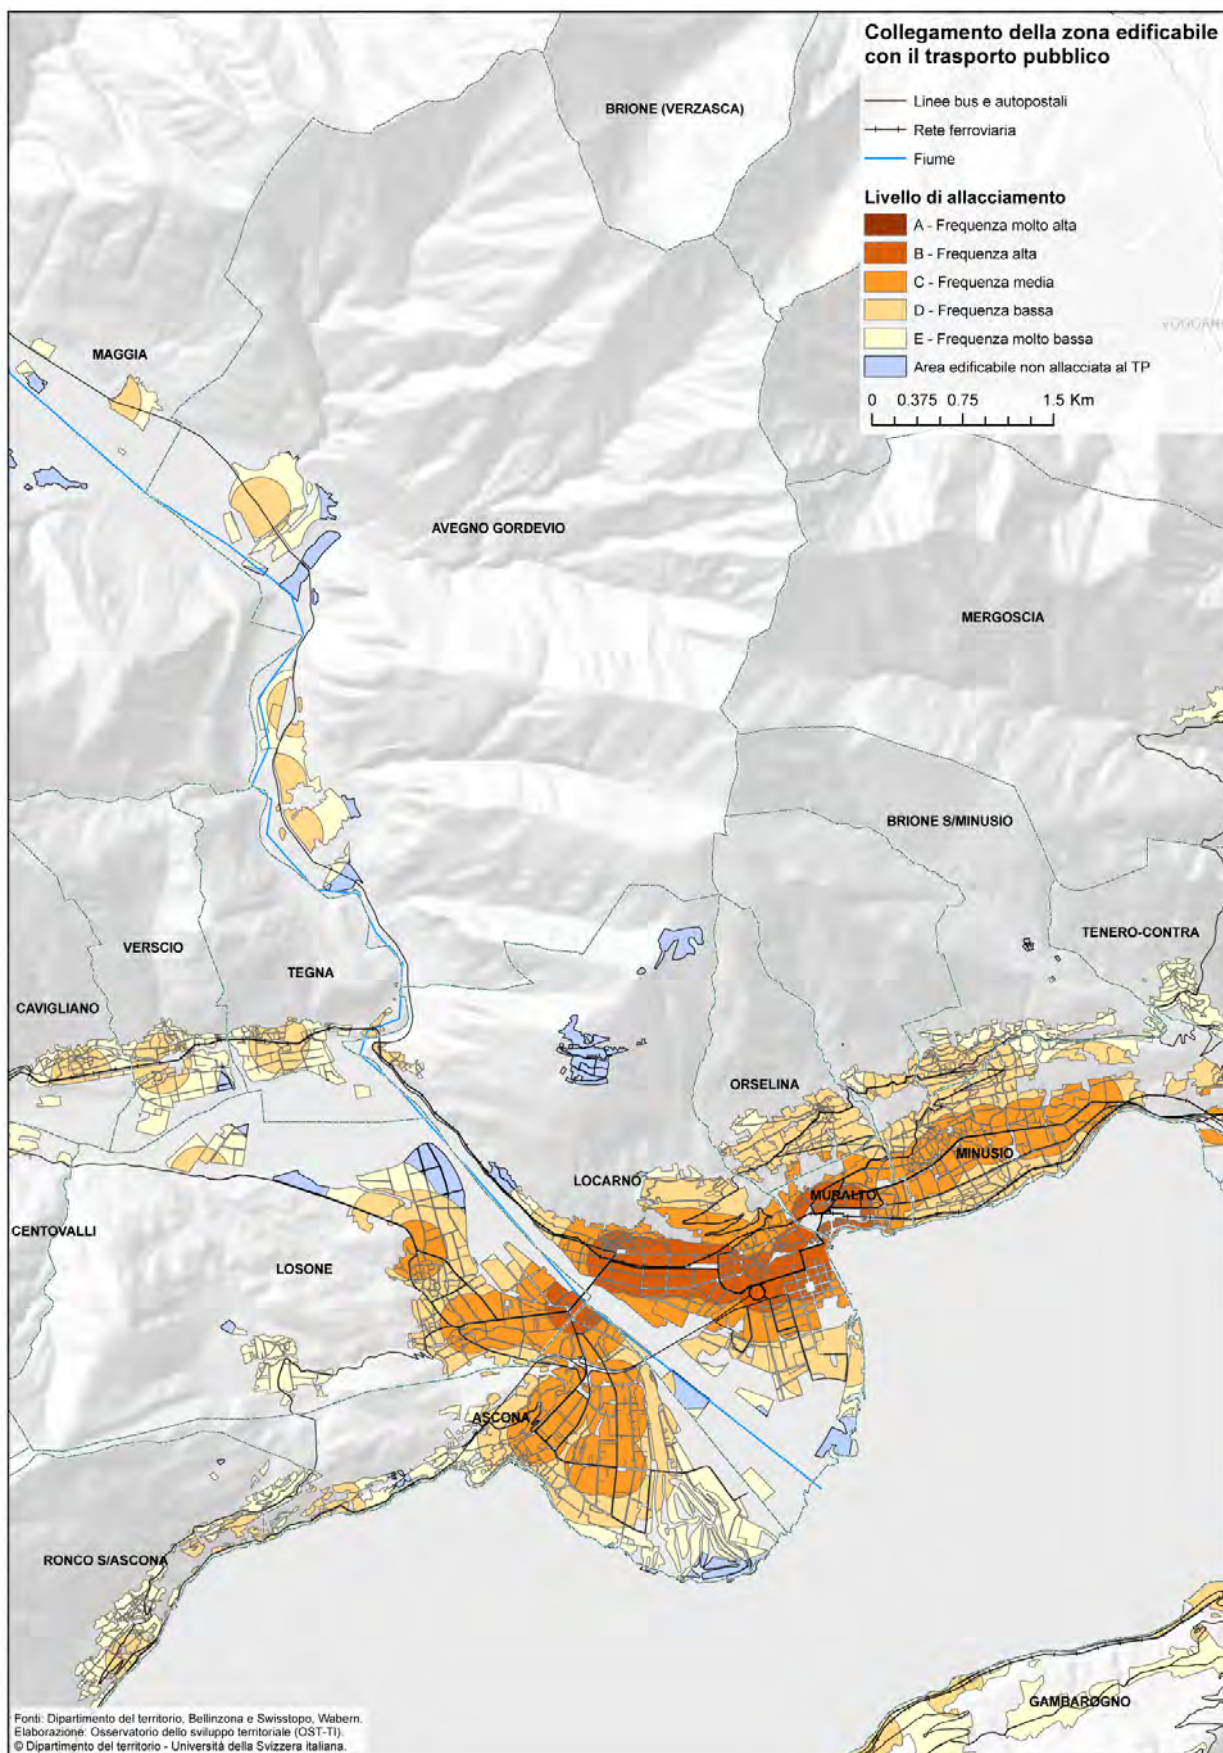 Collegamento della zona edificabile
con il trasporto pubblico
Linee bus e autopostali
Rete ferroviaria
Fiume
Livello di allacciamento
A - Frequenza molto alta
B - Frequenza alta
C - Frequenza media
D - Frequenza bassa
E - Frequenza molto bassa
Area edificabile non allacciata al TP
0 0.375 0.75 1.5 Km
BRIONE (VERZASCA)
MAGGIA
AVEGNO GORDEVIO
MERGOSCIA
BRIONE S/MINUSIO
TENERO-CONTRA
VERSCIO
TEGNA
CAVIGLIANO
ORSELINA
MINUSIO
LOCARNO
MURALTO
CENTOVALLI
LOSONE
ASCONA
RONCO S/ASCONA
GAMBAROGNO
Fonti: Dipartimento del territorio, Bellinzona e Swisstopo, Wabern.
Elaborazione: Osservatorio dello sviluppo territoriale (OST-TI).
© Dipartimento del territorio - Università della Svizzera italiana.